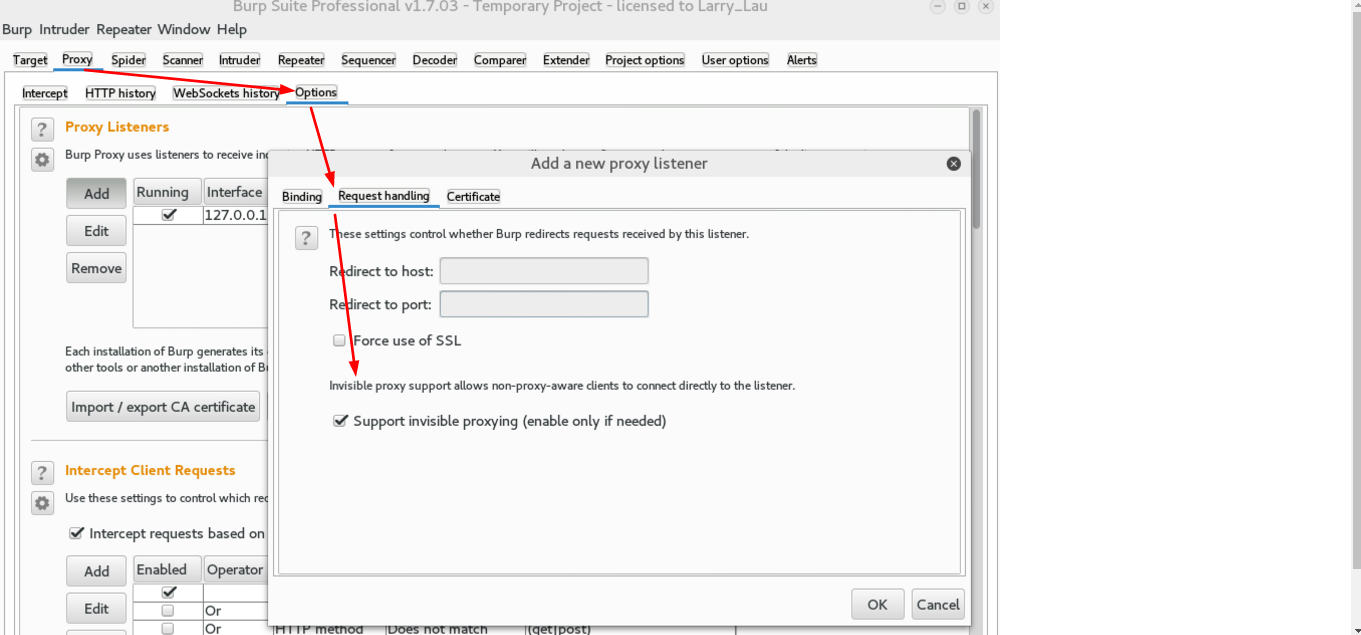 Burp Suite Professional v1.7.03 - Temporary Project - licensed to Larry_Lau
Burp Intruder Repeater Window Help
Target Proxy Spider Scanner Intruder Repeater Sequencer Decoder Comparer Extender Project options User options Alerts
Intercept HTTP history WebSockets history Options
?
Proxy Listeners
Burp Proxy uses listeners to receive
Add a new proxy listener
Add
Running Interface
127.0.0.1
Edit
Remove
Binding Request handling Certificate
?
These settings control whether Burp redirects requests received by this listener.
Redirect to host:
Redirect to port:
Force use of SSL
Invisible proxy support allows non-proxy-aware clients to connect directly to the listener.
Support invisible proxying (enable only if needed)
OK Cancel
Each installation of Burp generates its
other tools or another installation of
Import / export CA certificate
?
Intercept Client Requests
Use these settings to control which
Intercept requests based on
Add
Enabled Operator
Edit
Or
Or HTTP method Does not match (get|post)